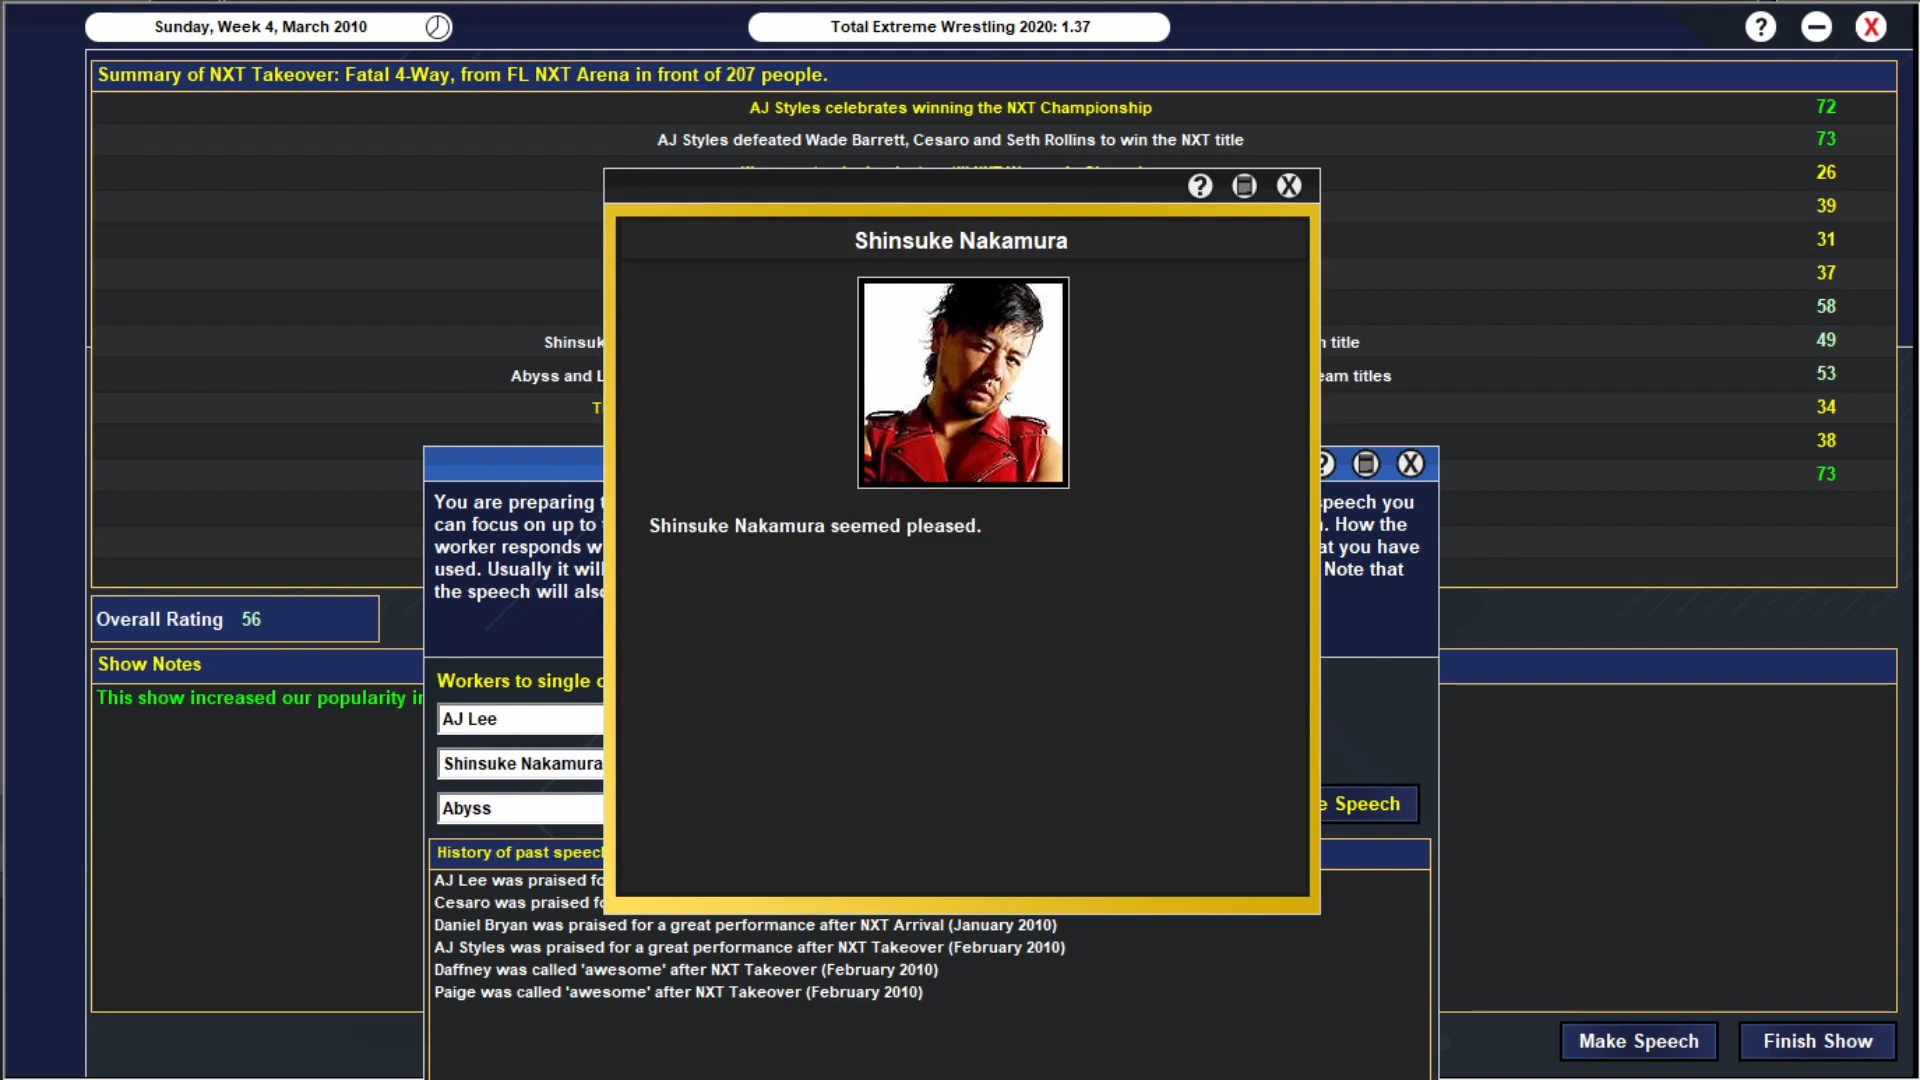 Sunday, Week 4, March 2010
Total Extreme Wrestling 2020: 1.37
?
X
Summary of NXT Takeover: Fatal 4-Way, from FL NXT Arena in front of 207 people.
AJ Styles celebrates winning the NXT Championship 72
AJ Styles defeated Wade Barrett, Cesaro and Seth Rollins to win the NXT title 73
26
39
31
37
58
Shinsuk title 49
Abyss and L eam titles 53
T 34
38
73
? X
Shinsuke Nakamura
Shinsuke Nakamura seemed pleased.
? X
You are preparing speech you
can focus on up to How the
worker responds w at you have
used. Usually it will Note that
the speech will also
Overall Rating 56
Show Notes
This show increased our popularity in
Workers to single o
AJ Lee
Shinsuke Nakamura
Abyss
e Speech
History of past speech
AJ Lee was praised fo
Cesaro was praised fo
Daniel Bryan was praised for a great performance after NXT Arrival (January 2010)
AJ Styles was praised for a great performance after NXT Takeover (February 2010)
Daffney was called 'awesome' after NXT Takeover (February 2010)
Paige was called 'awesome' after NXT Takeover (February 2010)
Make Speech
Finish Show